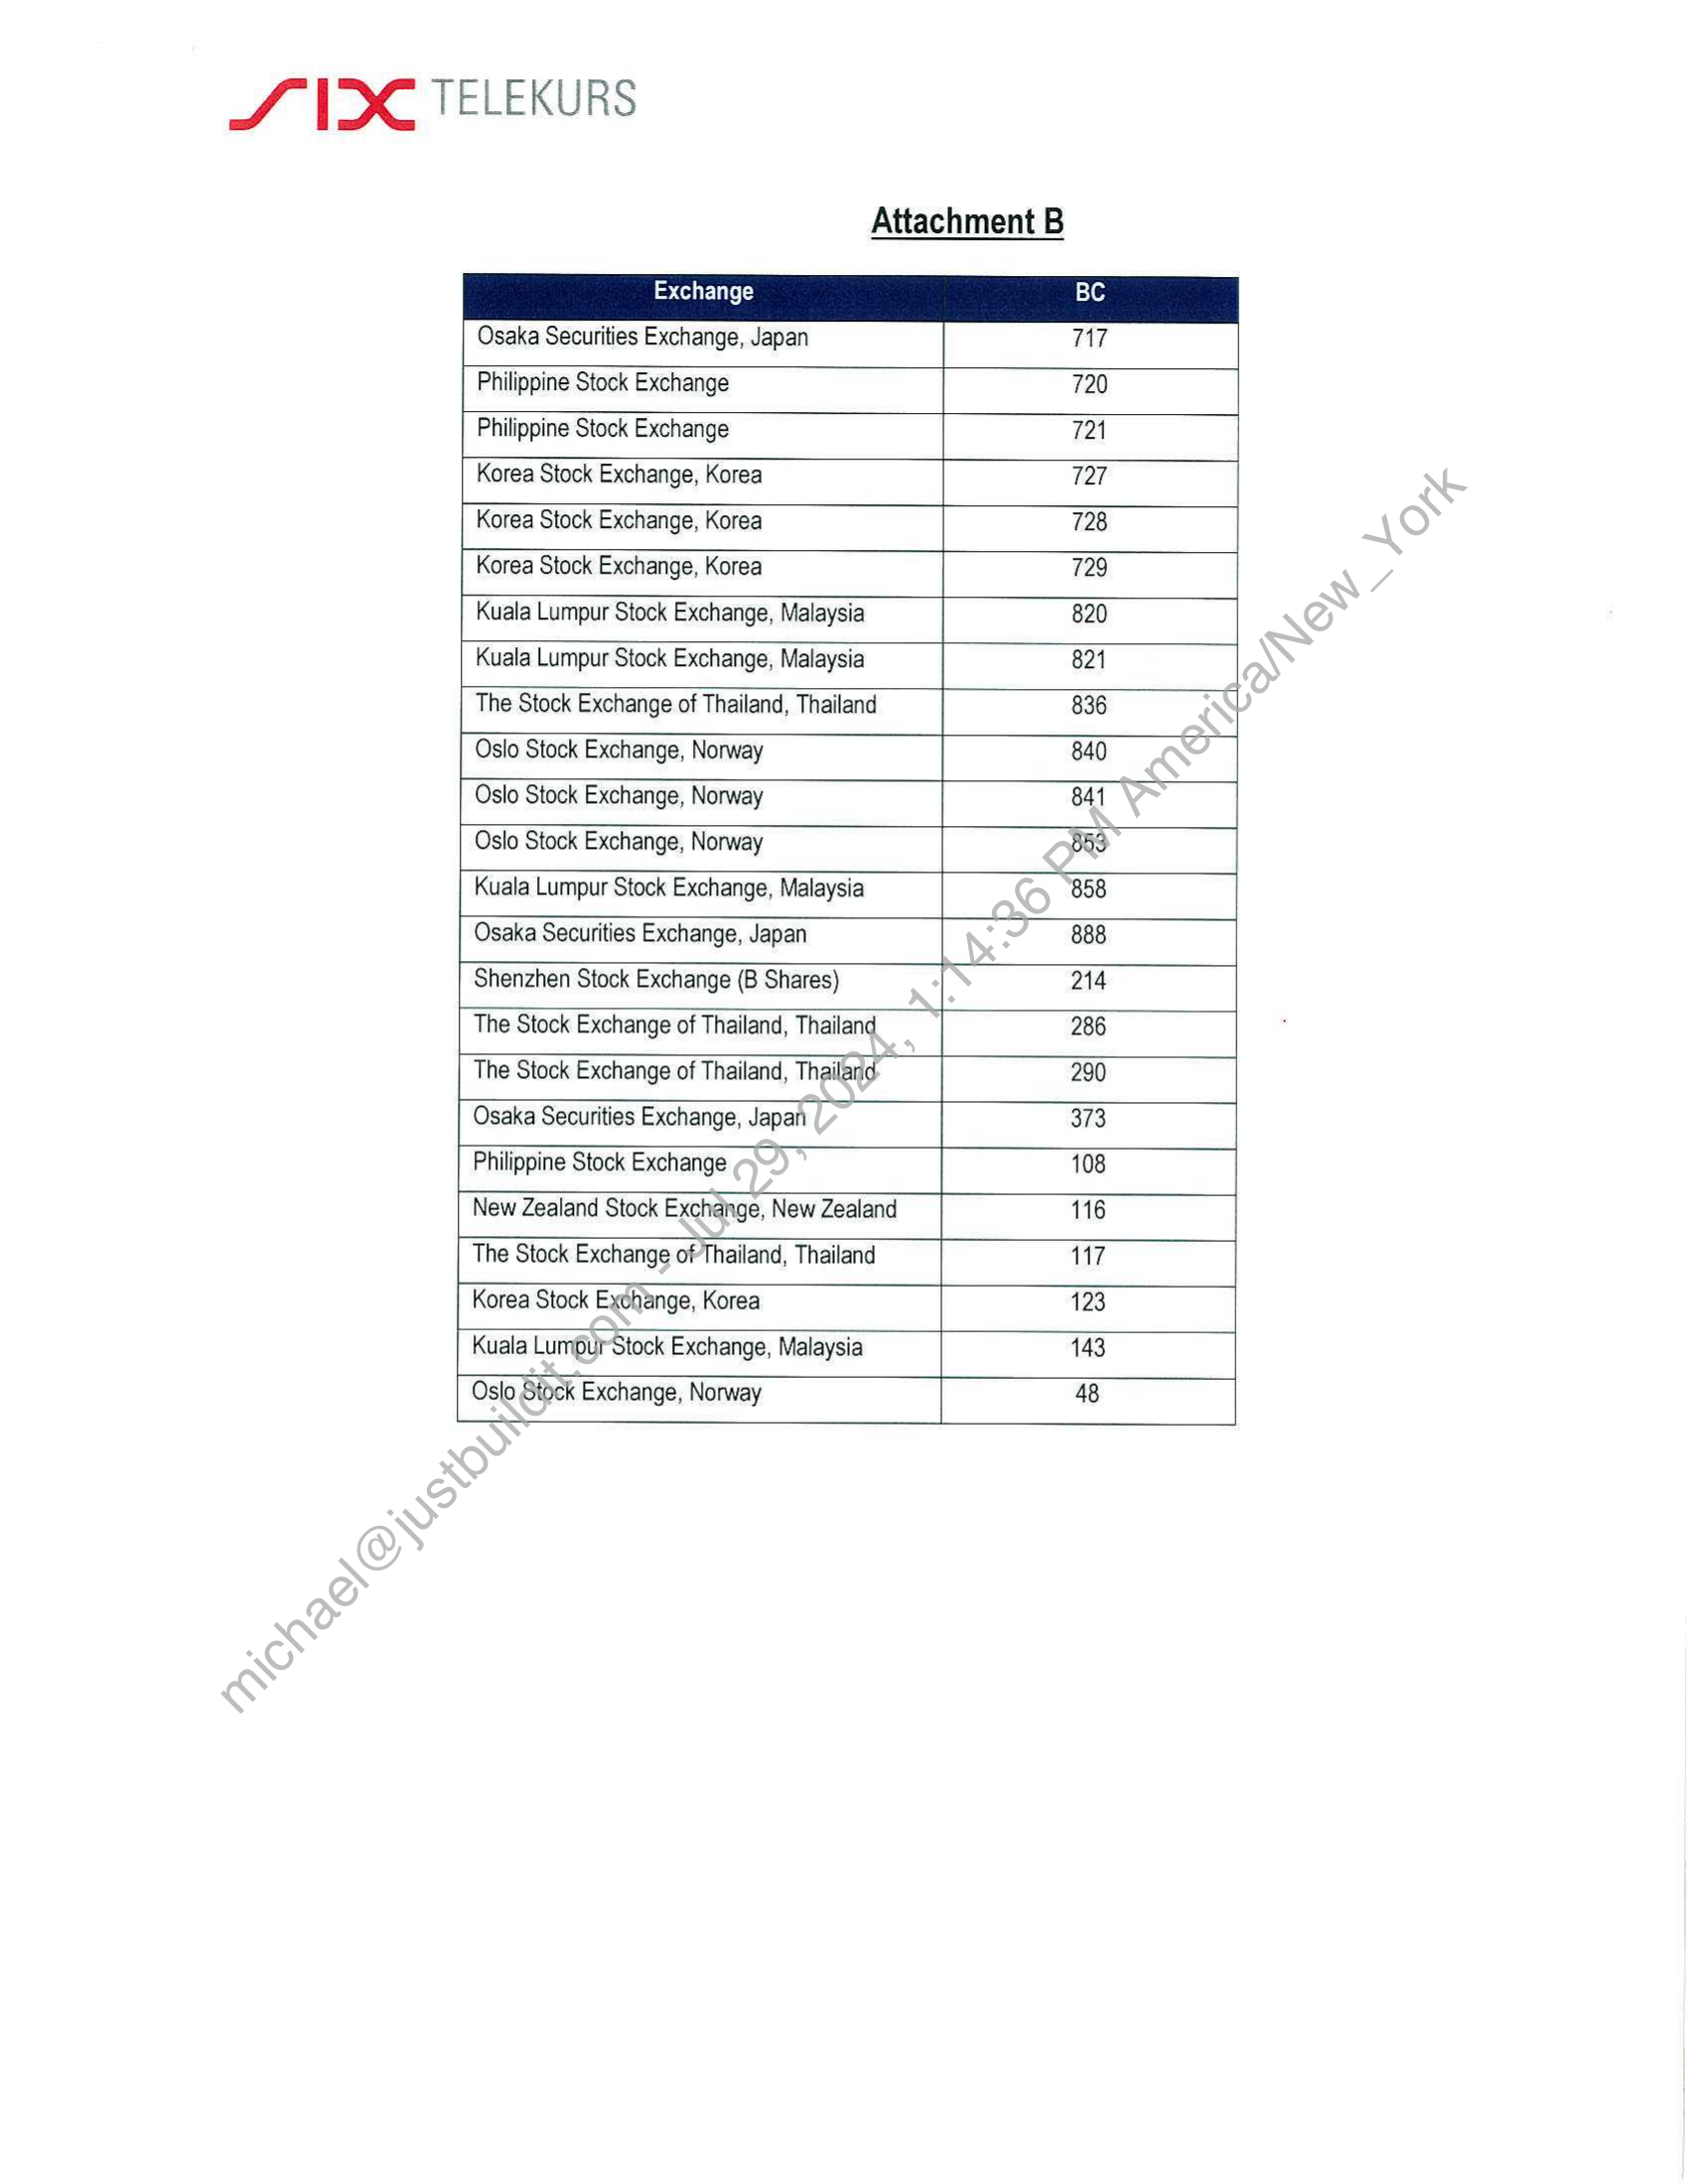 SIX TELEKURS
Attachment B
Exchange BC
Osaka Securities Exchange, Japan 717
Philippine Stock Exchange 720
Philippine Stock Exchange 721
Korea Stock Exchange, Korea 727
Korea Stock Exchange, Korea 728
Korea Stock Exchange, Korea 729
Kuala Lumpur Stock Exchange, Malaysia 820
Kuala Lumpur Stock Exchange, Malaysia 821
The Stock Exchange of Thailand, Thailand 836
Oslo Stock Exchange, Norway 840
Oslo Stock Exchange, Norway 841
Oslo Stock Exchange, Norway 853
Kuala Lumpur Stock Exchange, Malaysia 858
Osaka Securities Exchange, Japan 888
Shenzhen Stock Exchange (B Shares) 214
The Stock Exchange of Thailand, Thailand 286
The Stock Exchange of Thailand, Thailand 290
Osaka Securities Exchange, Japan 373
Philippine Stock Exchange 108
New Zealand Stock Exchange, New Zealand 116
The Stock Exchange of Thailand, Thailand 117
Korea Stock Exchange, Korea 123
Kuala Lumpur Stock Exchange, Malaysia 143
Oslo Stock Exchange, Norway 48
michael@justbuildit.com - Jul 29, 2024, 1:14:36 PM America/New_York